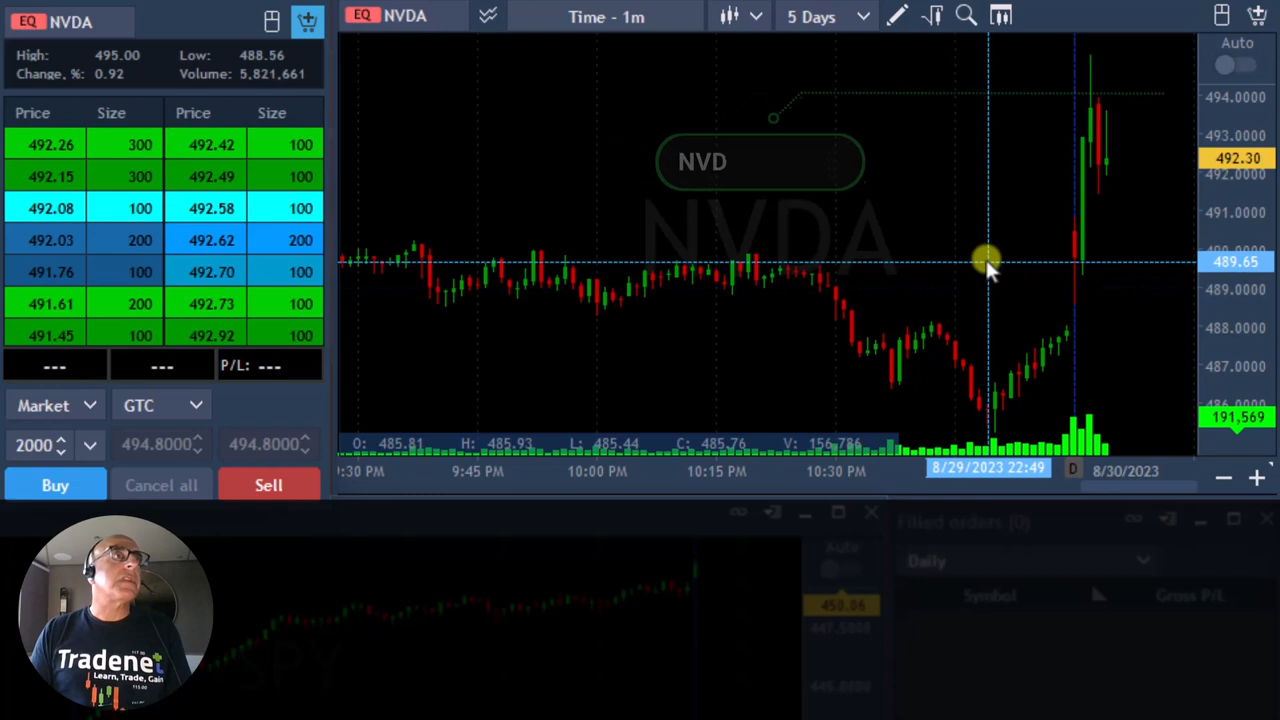 EQ NVDA
High: 495.00 Low: 488.56
Change, %: 0.92 Volume: 5,821,661
Price Size Price Size
492.26 300 492.42 100
492.15 300 492.49 100
492.08 100 492.58 100
492.03 200 492.62 200
491.76 100 492.70 100
491.61 200 492.73 100
491.45 100 492.92 100
--- --- P/L: ---
Market GTC
2000 494.8000 494.8000
Buy Cancel all Sell
EQ NVDA Time - 1m 5 Days
Auto
NVD
NVDA
494.0000
493.0000
492.30
492.0000
491.0000
490.0000
489.65
489.0000
488.0000
487.0000
486.0000
191,569
O: 485.81 H: 485.93 L: 485.44 C: 485.76 V: 156,786
9:30 PM 9:45 PM 10:00 PM 10:15 PM 10:30 PM 8/29/2023 22:49 D 8/30/2023
Auto
450.06
447.5000
445.0000
SPY
Filled orders (0)
Daily
Symbol Gross P/L
Tradenet
Learn, Trade, Gain